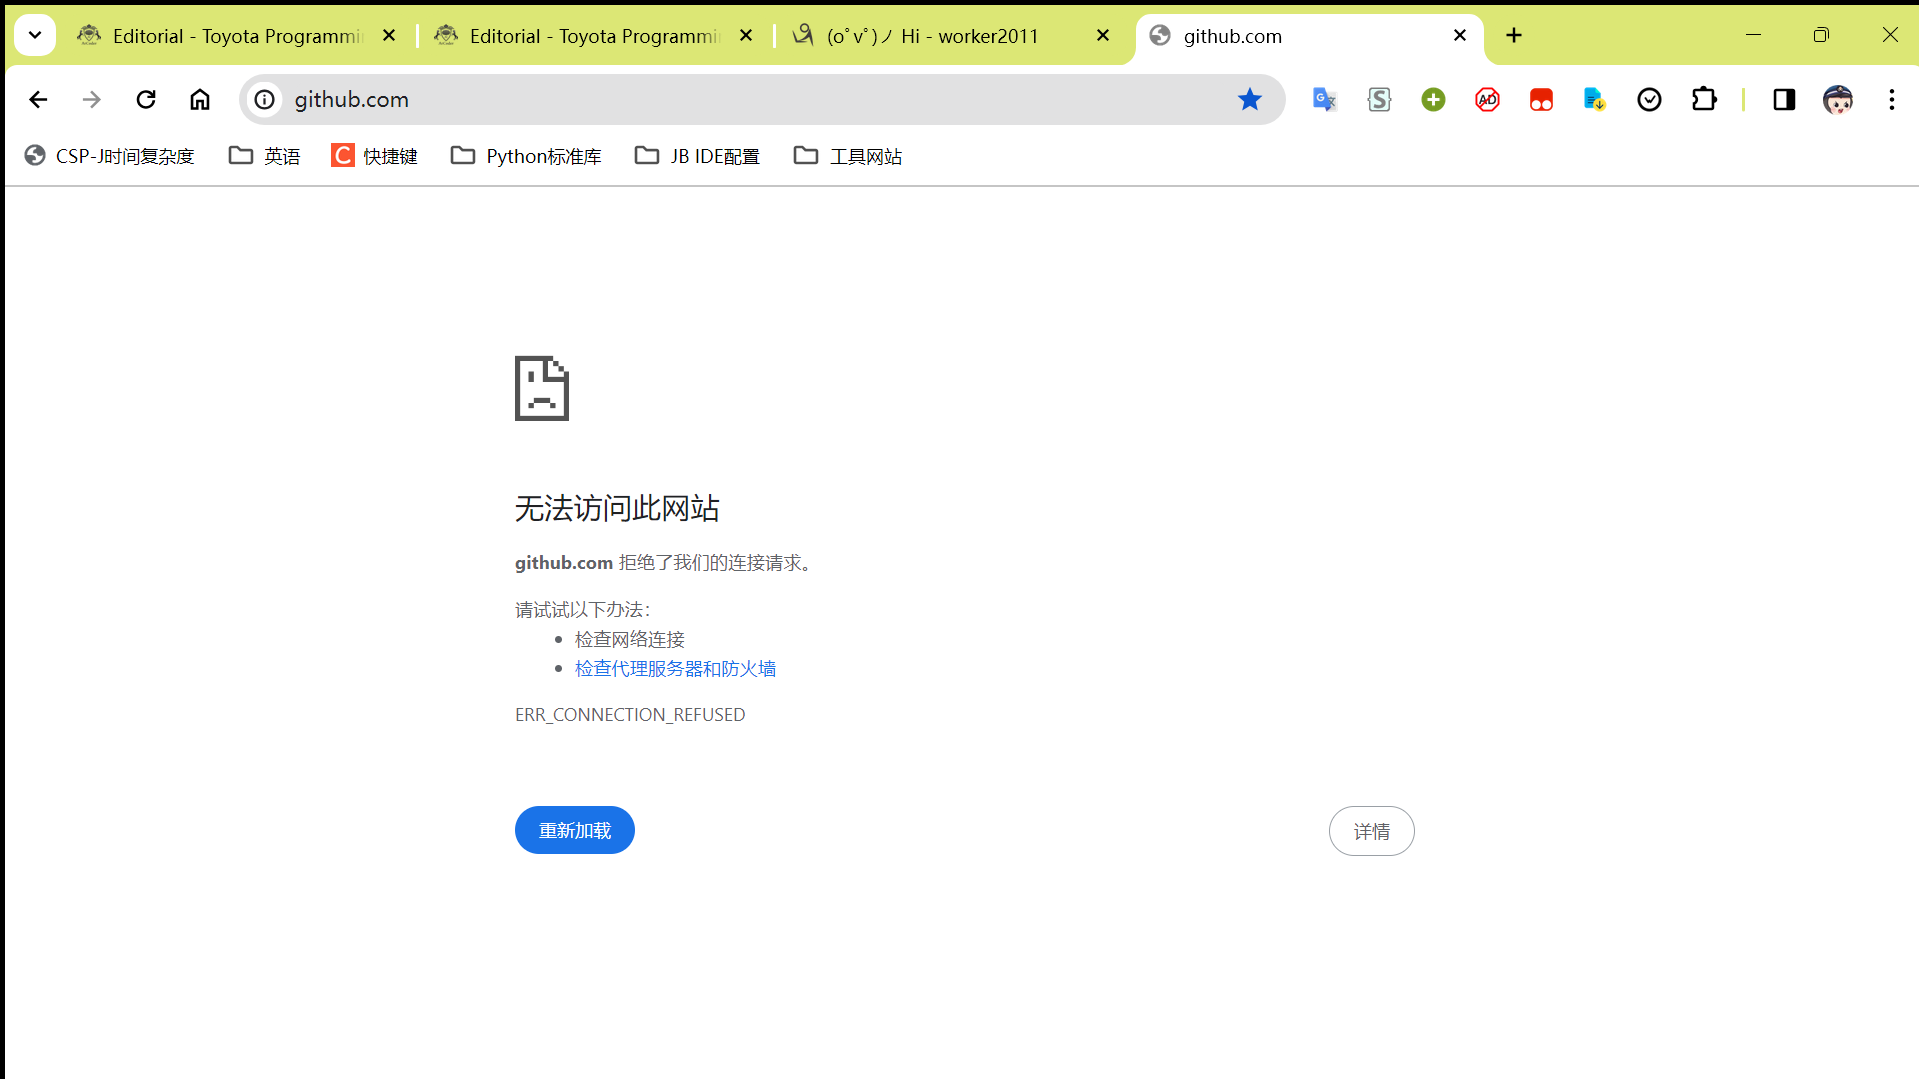 Editorial - Toyota Programmi
Editorial - Toyota Programmi
(oﾟvﾟ)ノ Hi - worker2011
github.com
github.com
CSP-J时间复杂度
英语
C 快捷键
Python标准库
JB IDE配置
工具网站
无法访问此网站
github.com 拒绝了我们的连接请求。
请试试以下办法：
检查网络连接
检查代理服务器和防火墙
ERR_CONNECTION_REFUSED
重新加载
详情